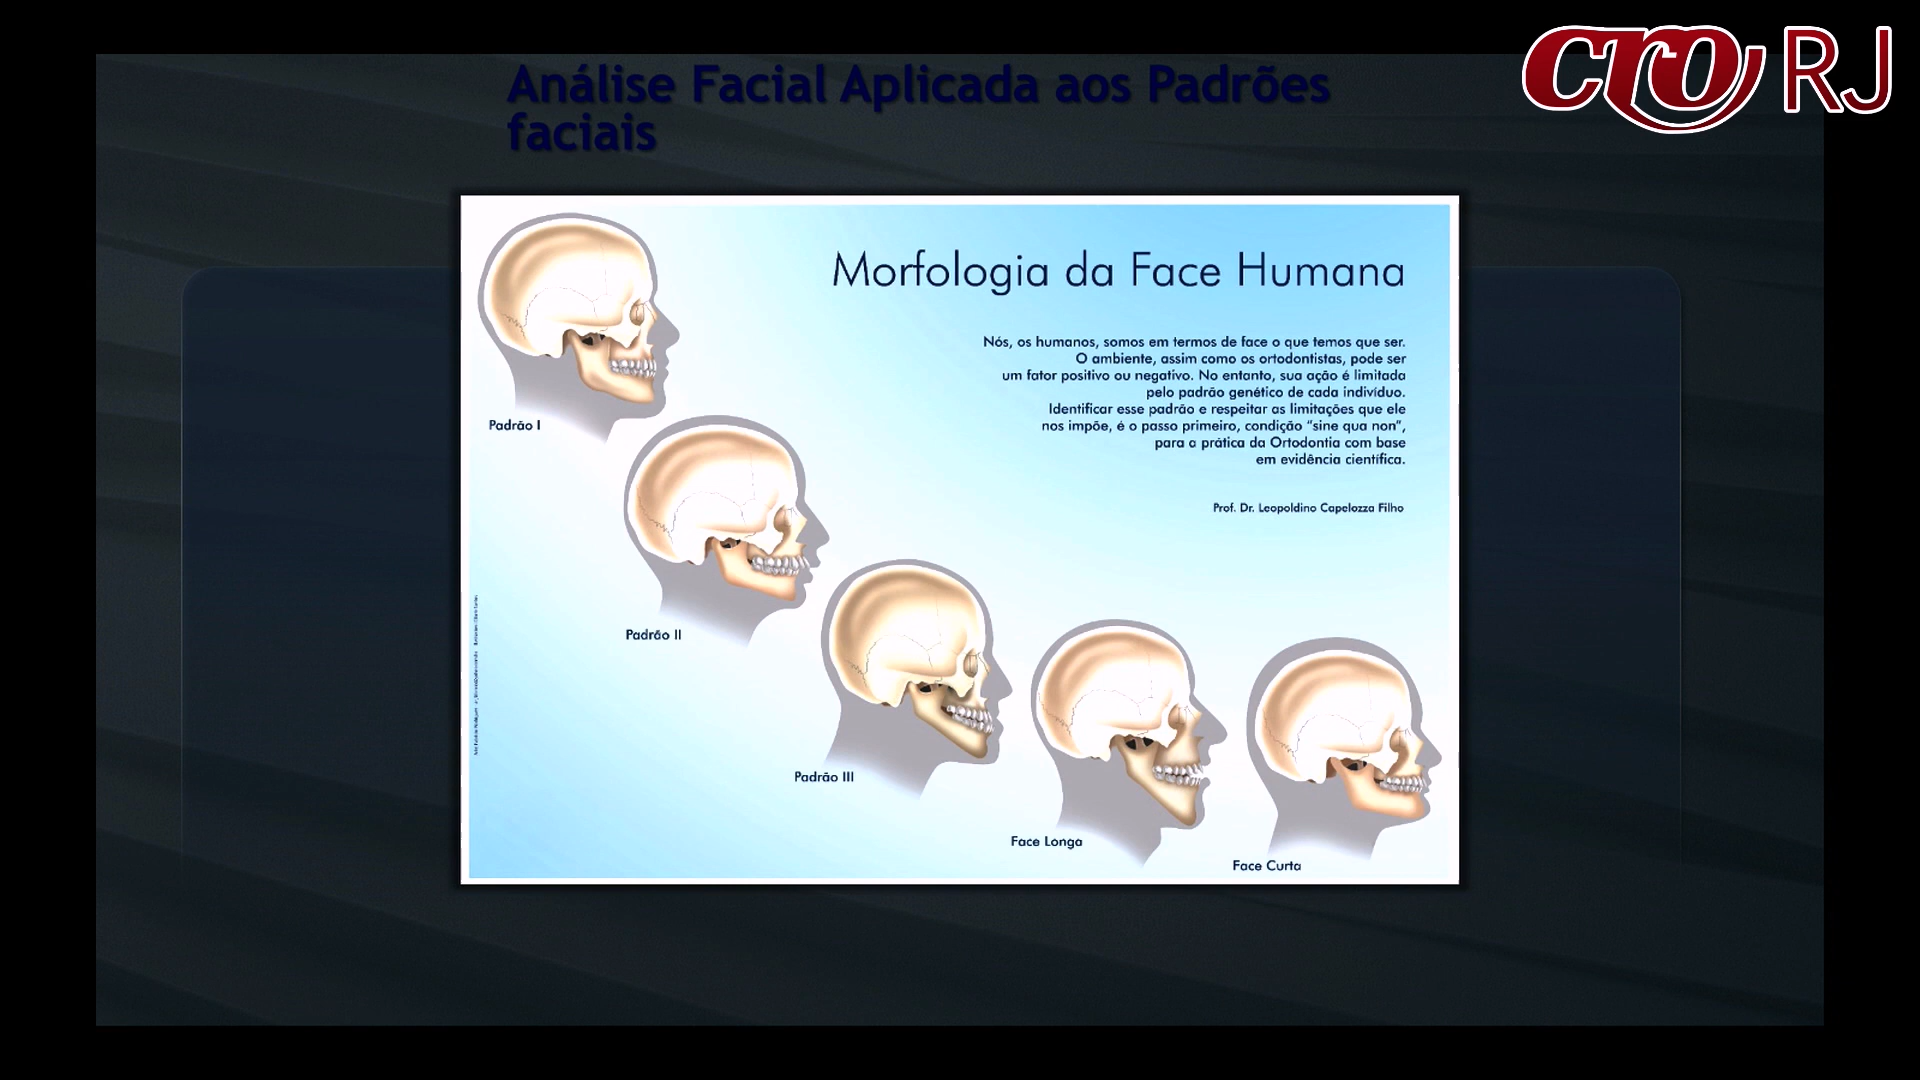 cro RJ
Análise Facial Aplicada aos Padrões
faciais
Morfologia da Face Humana
Nós, os humanos, somos em termos de face o que temos que ser.
O ambiente, assim como os ortodontistas, pode ser
um fator positivo ou negativo. No entanto, sua ação é limitada
pelo padrão genético de cada indivíduo.
Identificar esse padrão e respeitar as limitações que ele
nos impõe, é o passo primeiro, condição “sine qua non”,
para a prática da Ortodontia com base
em evidência científica.
Prof. Dr. Leopoldino Capelozza Filho
Padrão I
Padrão II
Padrão III
Face Longa
Face Curta